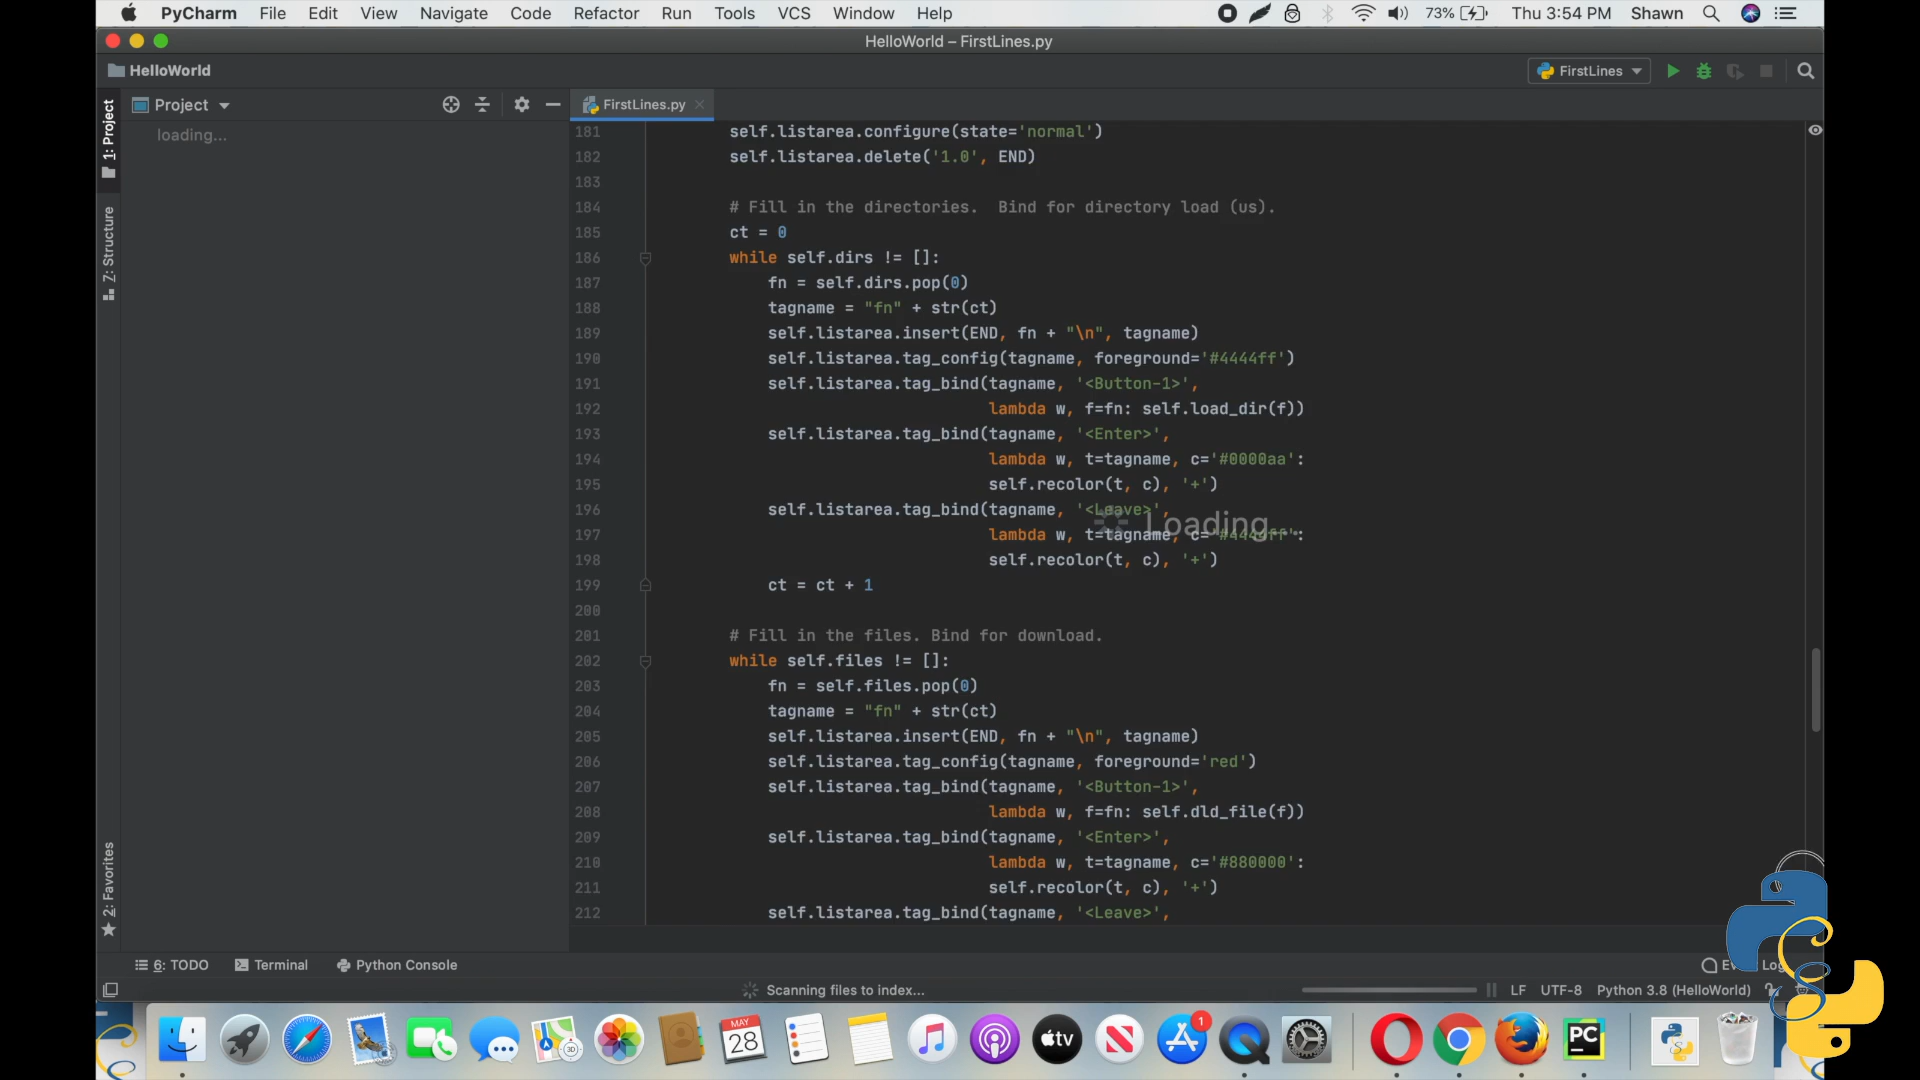 PyCharm File Edit View Navigate Code Refactor Run Tools VCS Window Help 73% Thu 3:54 PM Shawn
HelloWorld – FirstLines.py
HelloWorld FirstLines
Project FirstLines.py
loading...
1: Project
Z: Structure
2: Favorites
181 self.listarea.configure(state='normal')
182 self.listarea.delete('1.0', END)
183
184 # Fill in the directories.  Bind for directory load (us).
185 ct = 0
186 while self.dirs != []:
187 fn = self.dirs.pop(0)
188 tagname = "fn" + str(ct)
189 self.listarea.insert(END, fn + "\n", tagname)
190 self.listarea.tag_config(tagname, foreground='#4444ff')
191 self.listarea.tag_bind(tagname, '<Button-1>',
192 lambda w, f=fn: self.load_dir(f))
193 self.listarea.tag_bind(tagname, '<Enter>',
194 lambda w, t=tagname, c='#0000aa':
195 self.recolor(t, c), '+')
196 self.listarea.tag_bind(tagname, '<Leave>',
Loading...
197 lambda w, t=tagname, c='#4444ff':
198 self.recolor(t, c), '+')
199 ct = ct + 1
200
201 # Fill in the files. Bind for download.
202 while self.files != []:
203 fn = self.files.pop(0)
204 tagname = "fn" + str(ct)
205 self.listarea.insert(END, fn + "\n", tagname)
206 self.listarea.tag_config(tagname, foreground='red')
207 self.listarea.tag_bind(tagname, '<Button-1>',
208 lambda w, f=fn: self.dld_file(f))
209 self.listarea.tag_bind(tagname, '<Enter>',
210 lambda w, t=tagname, c='#880000':
211 self.recolor(t, c), '+')
212 self.listarea.tag_bind(tagname, '<Leave>',
6: TODO Terminal Python Console
Scanning files to index... LF UTF-8 Python 3.8 (HelloWorld)
MAY
28
3D
tv
1
PC